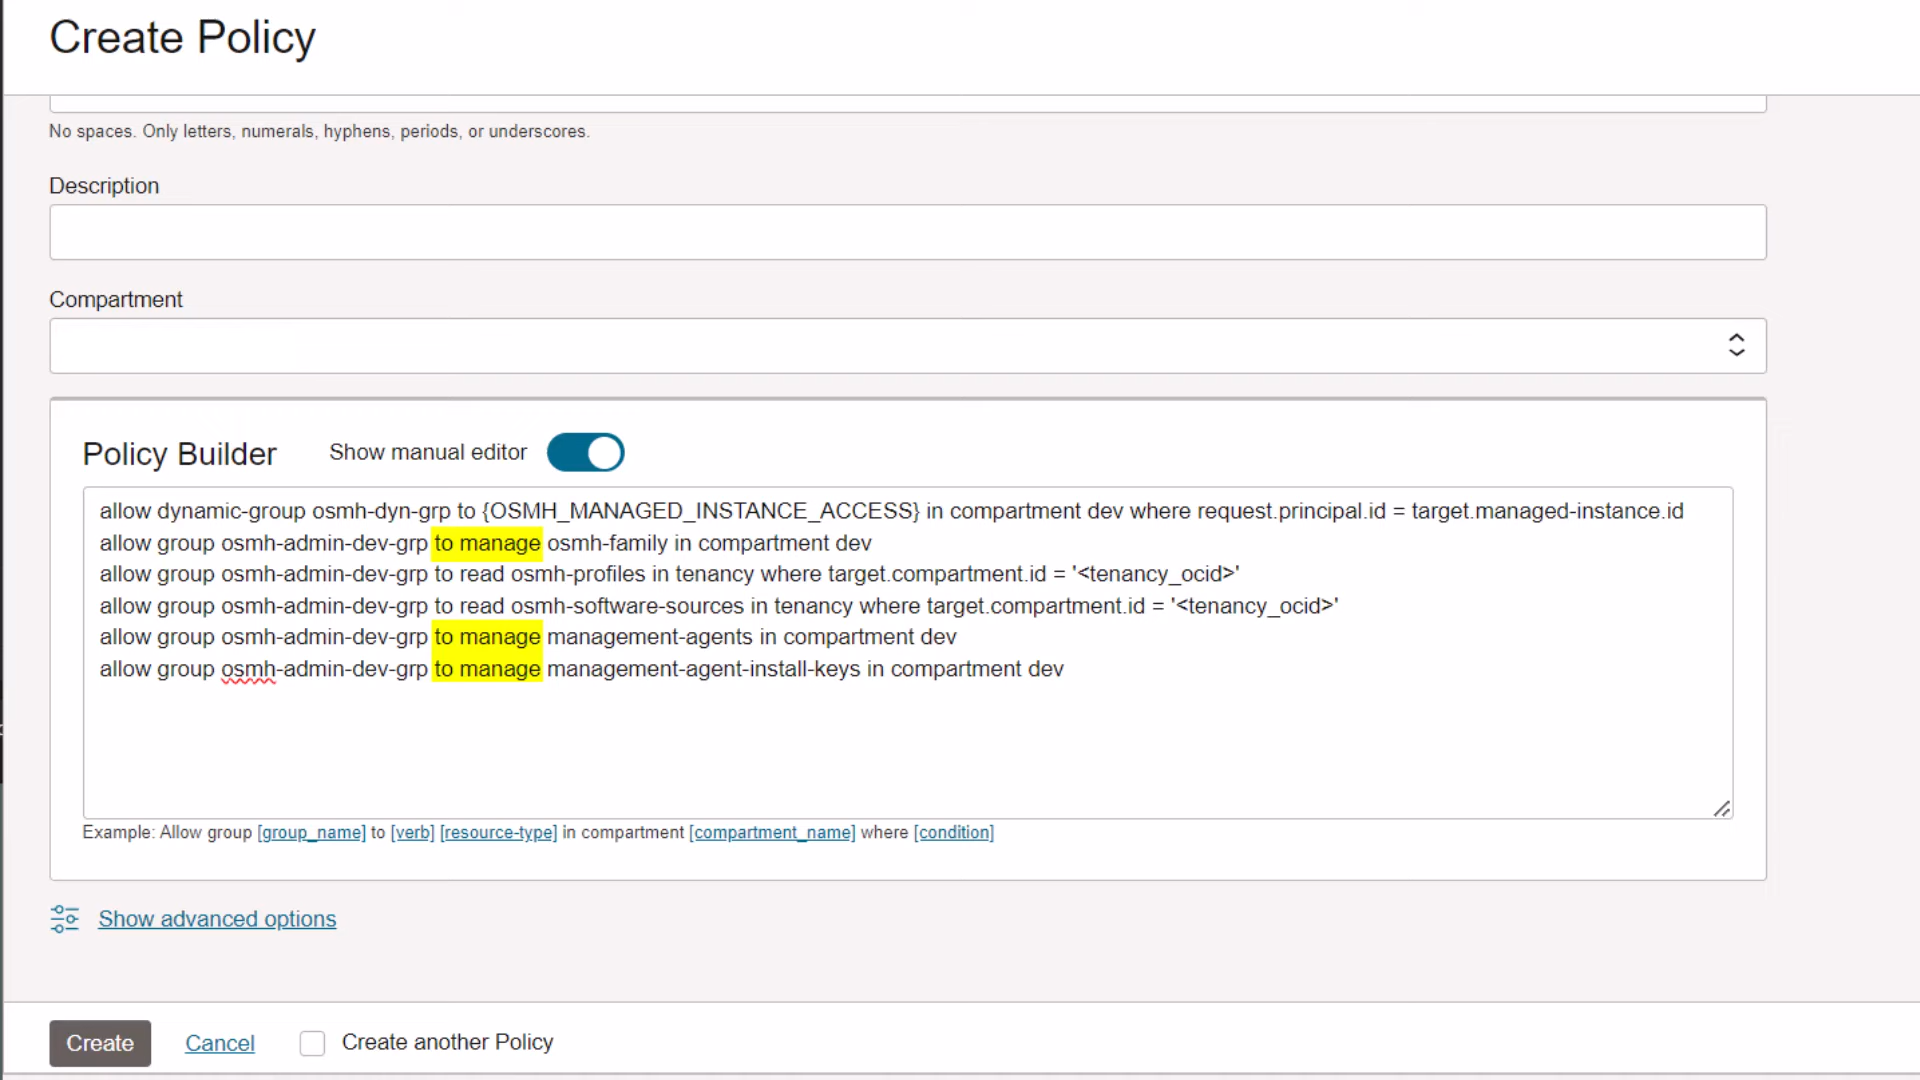 Create Policy
No spaces. Only letters, numerals, hyphens, periods, or underscores.
Description
Compartment
Policy Builder
Show manual editor
allow dynamic-group osmh-dyn-grp to {OSMH_MANAGED_INSTANCE_ACCESS} in compartment dev where request.principal.id = target.managed-instance.id
allow group osmh-admin-dev-grp to manage osmh-family in compartment dev
allow group osmh-admin-dev-grp to read osmh-profiles in tenancy where target.compartment.id = '<tenancy_ocid>'
allow group osmh-admin-dev-grp to read osmh-software-sources in tenancy where target.compartment.id = '<tenancy_ocid>'
allow group osmh-admin-dev-grp to manage management-agents in compartment dev
allow group osmh-admin-dev-grp to manage management-agent-install-keys in compartment dev
Example: Allow group [group_name] to [verb] [resource-type] in compartment [compartment_name] where [condition]
Show advanced options
Create
Cancel
Create another Policy